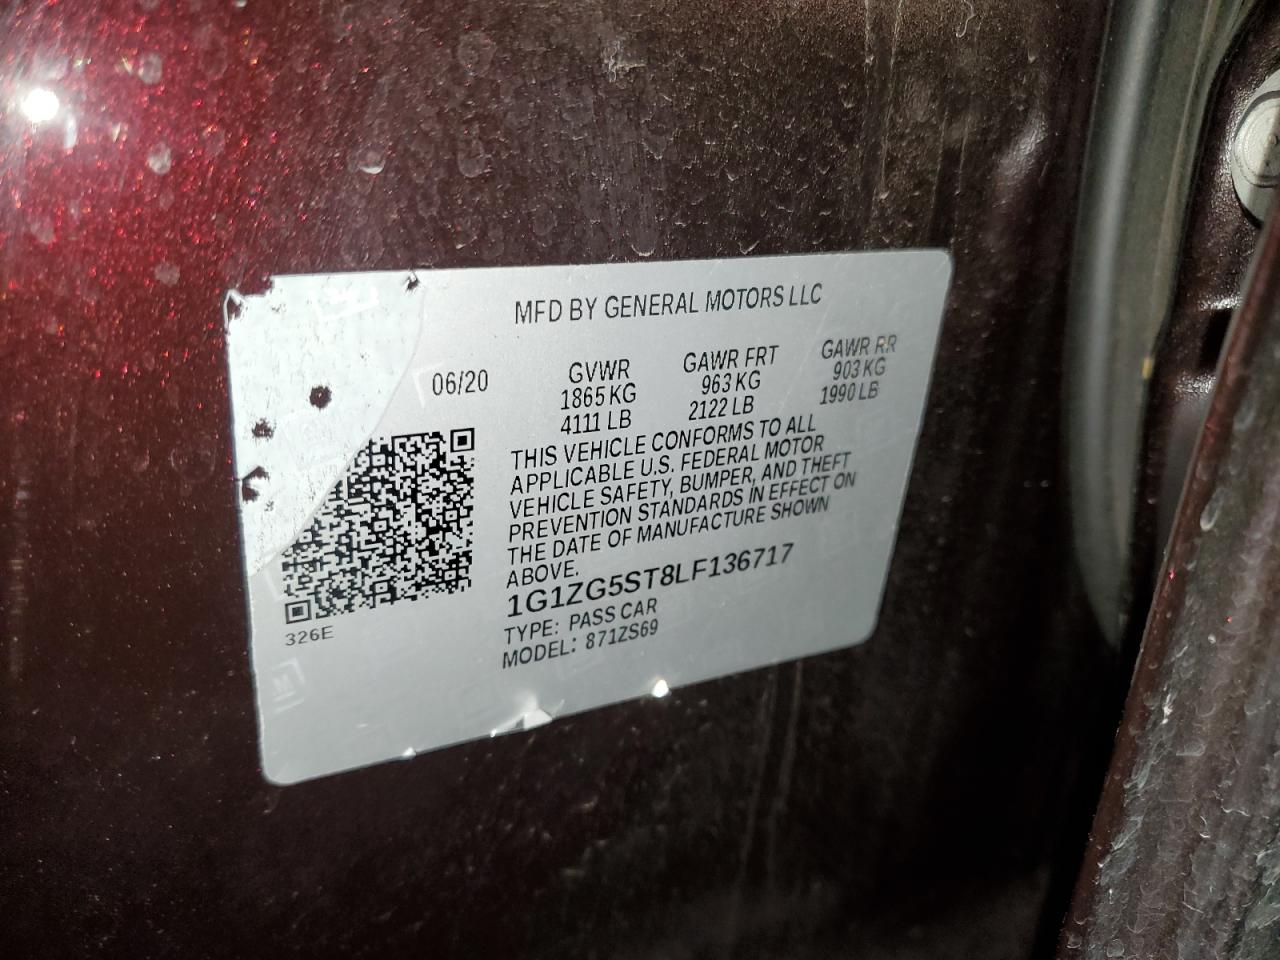 MFD BY GENERAL MOTORS LLC
06/20 GVWR GAWR FRT GAWR RR
1865 KG 963 KG 903 KG
4111 LB 2122 LB 1990 LB
THIS VEHICLE CONFORMS TO ALL
APPLICABLE U.S. FEDERAL MOTOR
VEHICLE SAFETY, BUMPER, AND THEFT
PREVENTION STANDARDS IN EFFECT ON
THE DATE OF MANUFACTURE SHOWN
ABOVE.
1G1ZG5ST8LF136717
TYPE: PASS CAR
MODEL: 871ZS69
326E